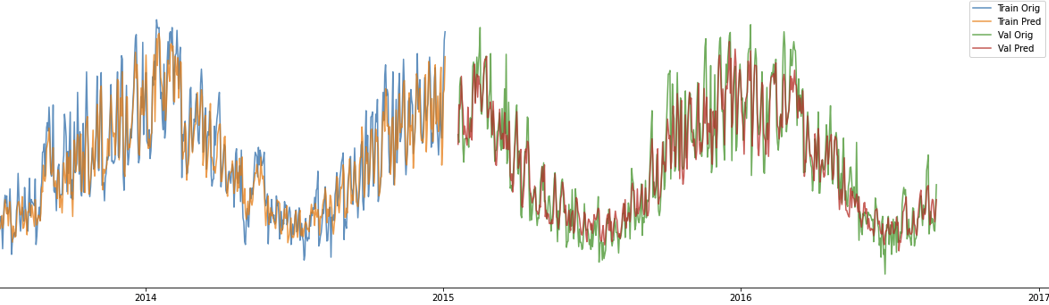 Train Orig
Train Pred
Val Orig
Val Pred
2014
2015
2016
2017